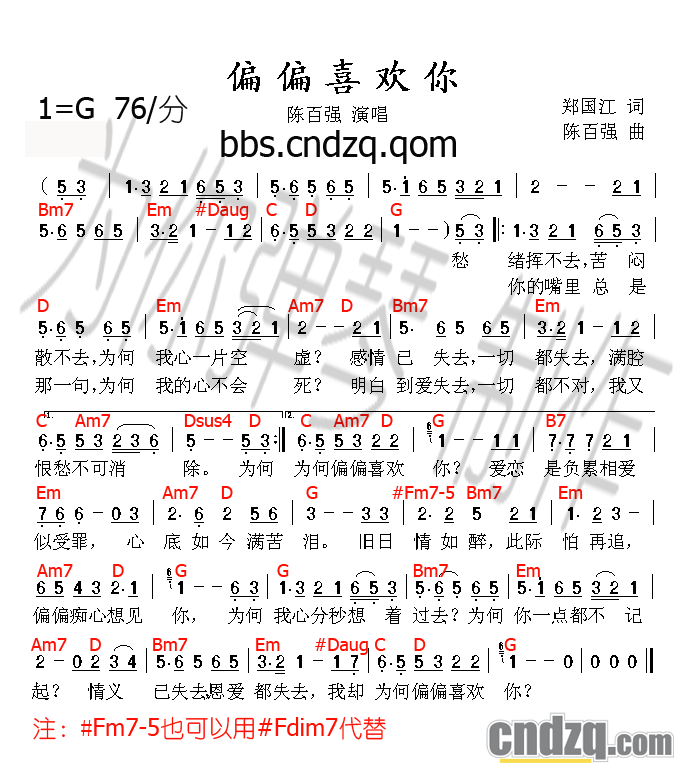 偏偏喜欢你
1=G 76/分
陈百强 演唱
郑国江 词
陈百强 曲
bbs.cndzq.qom
( 5 3 | 1·3 2 1 6 5 3 | 5·6 5 6 5 | 5·1 6 5 3 2 1 | 2 - - 2 1 |
Bm7 Em #Daug C D G
5·6 5 6 5 | 3·2 1 - 1 2 | 6·5 5 3 2 2 | 1 - - ) 5 3 ‖: 1·3 2 1 6 5 3 |
愁 绪挥不去,苦 闷
你的嘴里 总 是
D Em Am7 D Bm7 Em
5·6 5 6 5 | 5·1 6 5 3 2 1 | 2 - - 2 1 | 5· 6 5 6 5 | 3·2 1 - 1 2 |
散不去,为何 我心一片空 虚? 感情 已 失去,一切 都失去, 满腔
那一句,为何 我的心不会 死? 明白 到爱失去,一切 都不对, 我又
C Am7 Dsus4 D C Am7 D G B7
1. 6·5 5 3 2 3 6 | 5 - - 5 3 :‖ 2. 6·5 5 3 2 2 | 6 1 - - 6 1 | 7·7 7 2 1 |
恨愁不可消 除。 为何 为何偏偏喜欢 你? 爱恋 是负累相爱
Em Am7 D G #Fm7-5 Bm7 Em
7 6 6 - 0 3 | 2· 6 2 5 6 | 3 - - 3 3 | 2· 2 5 2 1 | 1· 2 3 3 5 |
似受罪, 心 底 如 今 满苦 泪。 旧日 情 如醉,此际 怕 再追,
Am7 D G G Bm7 Em
6 5 4 3 2 1 | 6 1 - 6 3 | 1·3 2 1 6 5 3 | 5·6 5 6 5 | 5·1 6 5 3 2 1 |
偏偏痴心想见 你, 为何 我心分秒想 着 过去?为何 你一点都不 记
Am7 D Bm7 Em #Daug C D G
2 - 0 2 3 4 | 5·6 5 6 5 | 3·2 1 - 1 7 | 6·5 5 3 2 2 | 6 1 - 0 | 0 0 0 0 ‖
起? 情义 已失去,恩爱 都失去,我却 为何偏偏喜欢 你?
注：#Fm7-5也可以用#Fdim7代替
cndzq.com